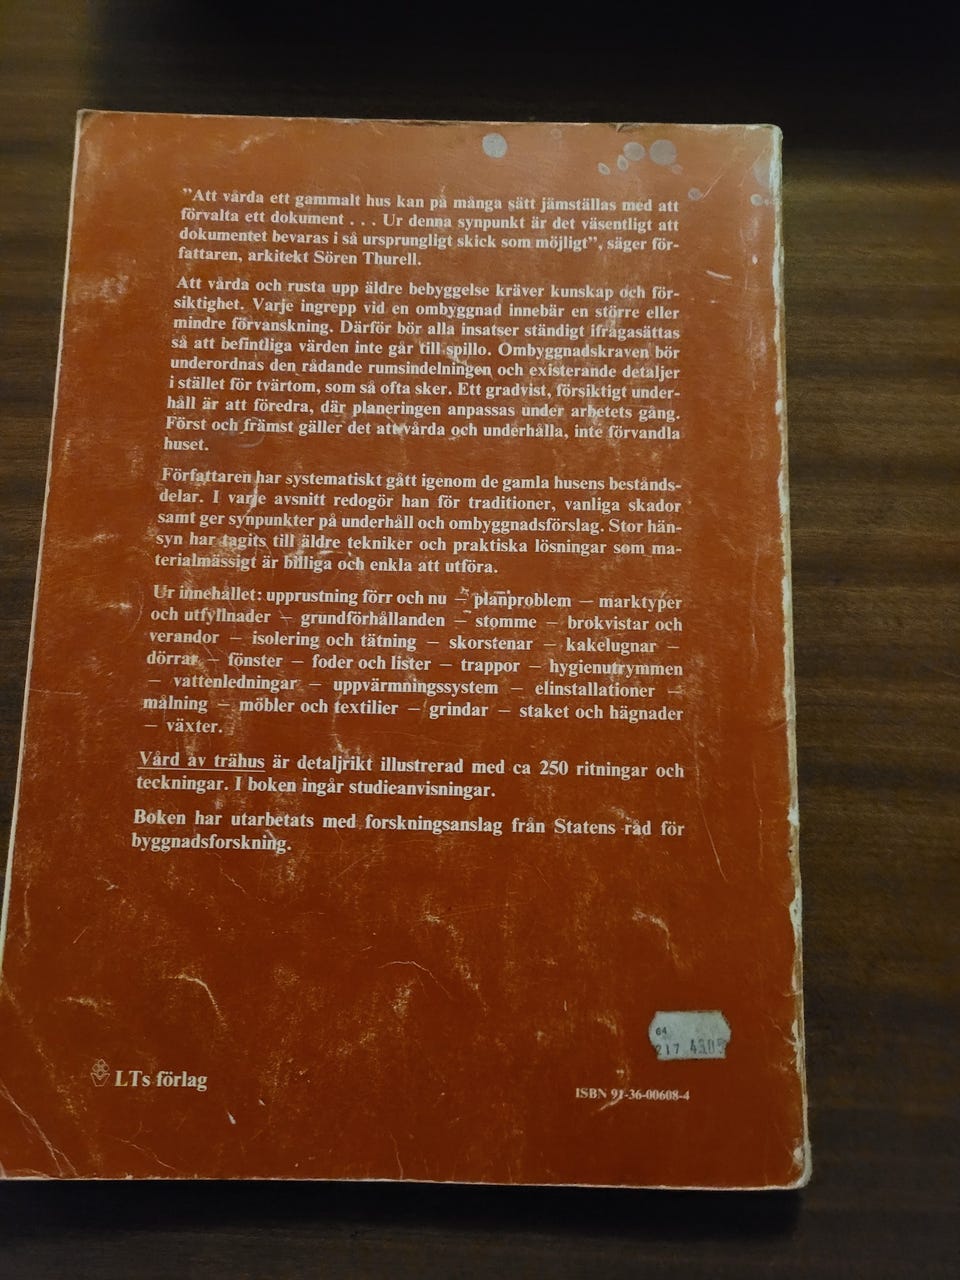 ”Att vårda ett gammalt hus kan på många sätt jämställas med att
förvalta ett dokument . . . Ur denna synpunkt är det väsentligt att
dokumentet bevaras i så ursprungligt skick som möjligt”, säger för-
fattaren, arkitekt Sören Thurell.
Att vårda och rusta upp äldre bebyggelse kräver kunskap och för-
siktighet. Varje ingrepp vid en ombyggnad innebär en större eller
mindre förvanskning. Därför bör alla insatser ständigt ifrågasättas
så att befintliga värden inte går till spillo. Ombyggnadskraven bör
underordnas den rådande rumsindelningen och existerande detaljer
i stället för tvärtom, som så ofta sker. Ett gradvist, försiktigt under-
håll är att föredra, där planeringen anpassas under arbetets gång.
Först och främst gäller det att vårda och underhålla, inte förvandla
huset.
Författaren har systematiskt gått igenom de gamla husens bestånds-
delar. I varje avsnitt redogör han för traditioner, vanliga skador
samt ger synpunkter på underhåll och ombyggnadsförslag. Stor hän-
syn har tagits till äldre tekniker och praktiska lösningar som ma-
terialmässigt är billiga och enkla att utföra.
Ur innehållet: upprustning förr och nu — planproblem — marktyper
och utfyllnader — grundförhållanden — stomme — brokvistar och
verandor — isolering och tätning — skorstenar — kakelugnar —
dörrar — fönster — foder och lister — trappor — hygienutrymmen
— vattenledningar — uppvärmningssystem — elinstallationer —
målning — möbler och textilier — grindar — staket och hägnader
— växter.
Vård av trähus är detaljrikt illustrerad med ca 250 ritningar och
teckningar. I boken ingår studieanvisningar.
Boken har utarbetats med forskningsanslag från Statens råd för
byggnadsforskning.
64
217
LTs förlag
ISBN 91-36-00608-4